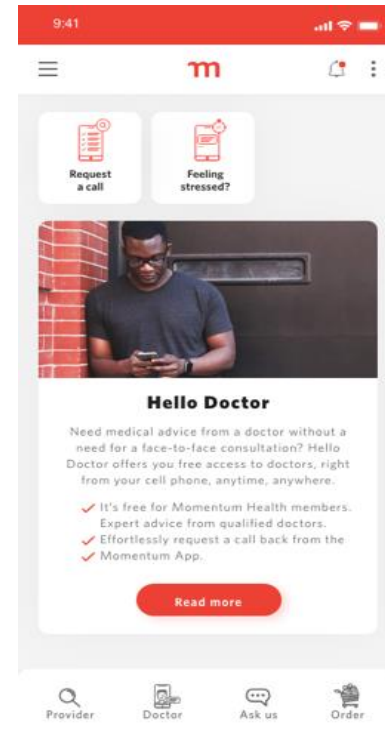 9:41
m
Request
a call
Feeling
stressed?
Hello Doctor
Need medical advice from a doctor without a
need for a face-to-face consultation? Hello
Doctor offers you free access to doctors, right
from your cell phone, anytime, anywhere.
It's free for Momentum Health members.
Expert advice from qualified doctors.
Effortlessly request a call back from the
Momentum App.
Read more
Provider
Doctor
Ask us
Order